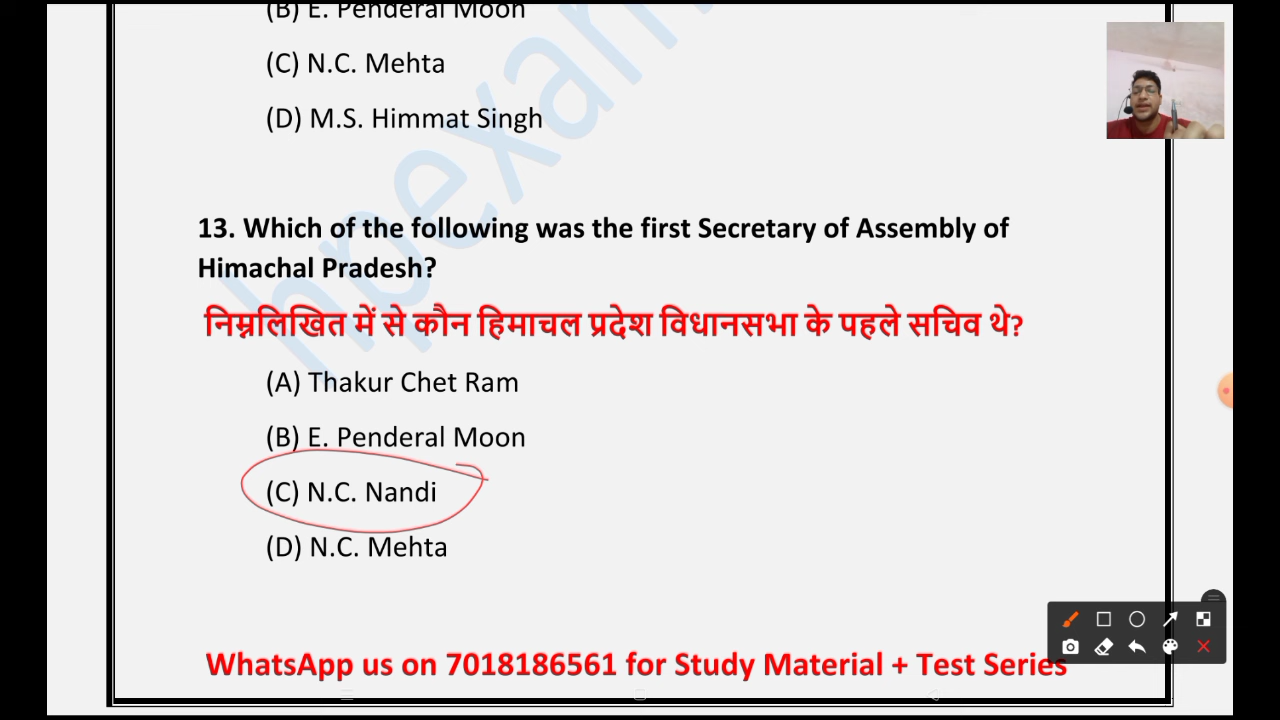 (B) E. Penderal Moon
(C) N.C. Mehta
(D) M.S. Himmat Singh
13. Which of the following was the first Secretary of Assembly of
Himachal Pradesh?
निम्नलिखित में से कौन हिमाचल प्रदेश विधानसभा के पहले सचिव थे?
(A) Thakur Chet Ram
(B) E. Penderal Moon
(C) N.C. Nandi
(D) N.C. Mehta
WhatsApp us on 7018186561 for Study Material + Test Series
hpexam